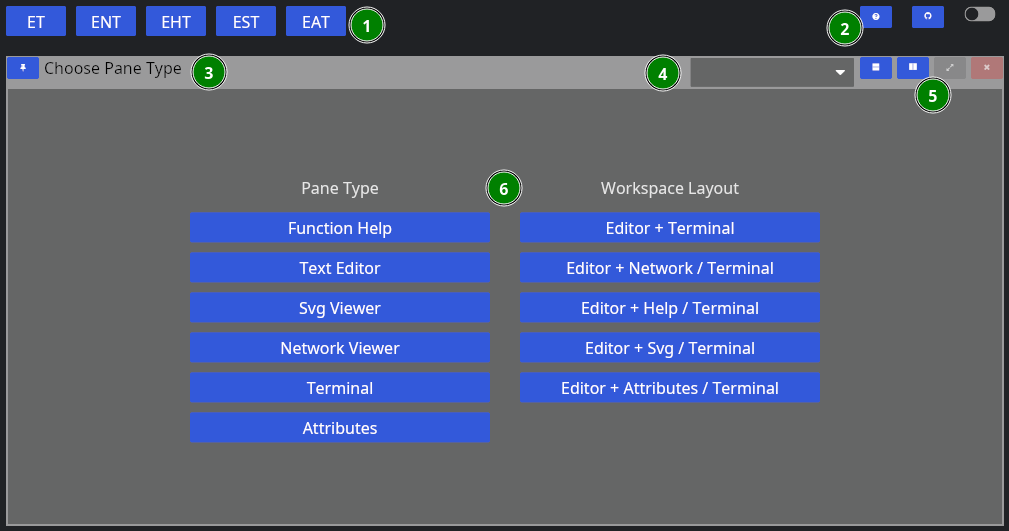 ET ENT EHT EST EAT 1 2
Choose Pane Type 3 4
5
Pane Type 6 Workspace Layout
Function Help Editor + Terminal
Text Editor Editor + Network / Terminal
Svg Viewer Editor + Help / Terminal
Network Viewer Editor + Svg / Terminal
Terminal Editor + Attributes / Terminal
Attributes